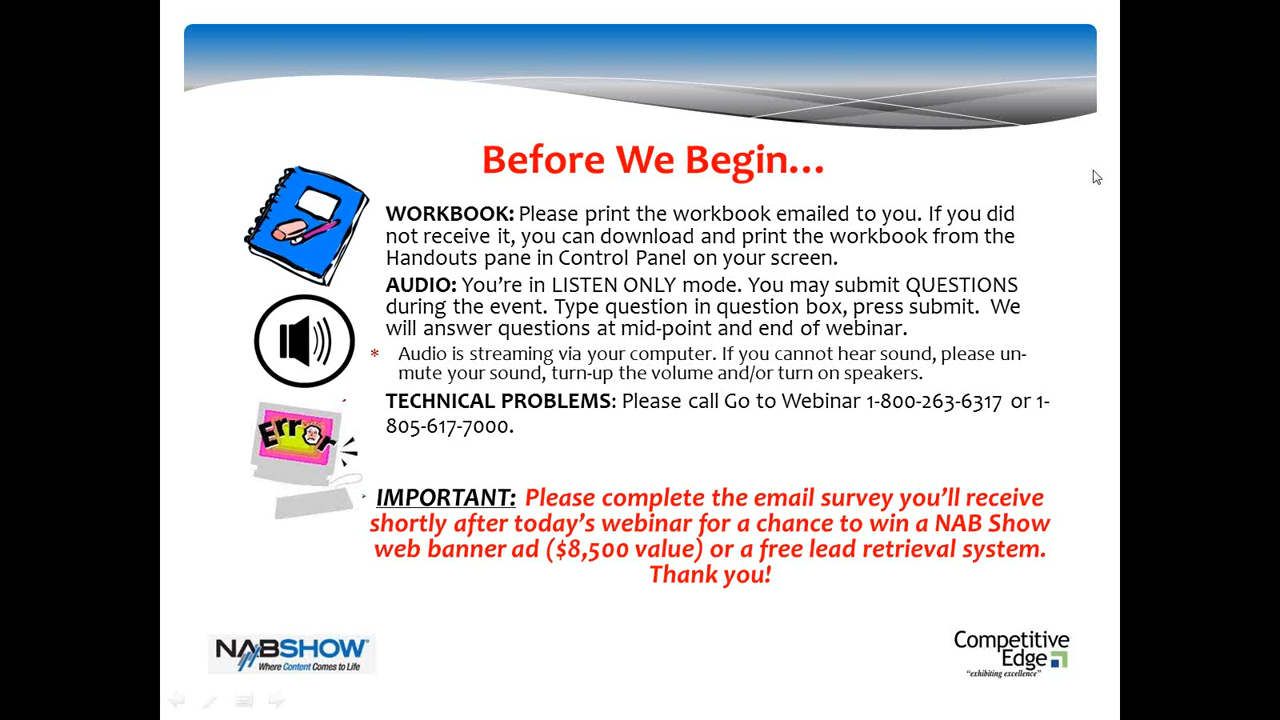 Before We Begin...
WORKBOOK: Please print the workbook emailed to you. If you did
not receive it, you can download and print the workbook from the
Handouts pane in Control Panel on your screen.
AUDIO: You're in LISTEN ONLY mode. You may submit QUESTIONS
during the event. Type question in question box, press submit. We
will answer questions at mid-point and end of webinar.
* Audio is streaming via your computer. If you cannot hear sound, please un-
mute your sound, turn-up the volume and/or turn on speakers.
Error
TECHNICAL PROBLEMS: Please call Go to Webinar 1-800-263-6317 or 1-
805-617-7000.
IMPORTANT: Please complete the email survey you'll receive
shortly after today's webinar for a chance to win a NAB Show
web banner ad ($8,500 value) or a free lead retrieval system.
Thank you!
NABSHOW®
Where Content Comes to Life
Competitive
Edge
"exhibiting excellence"